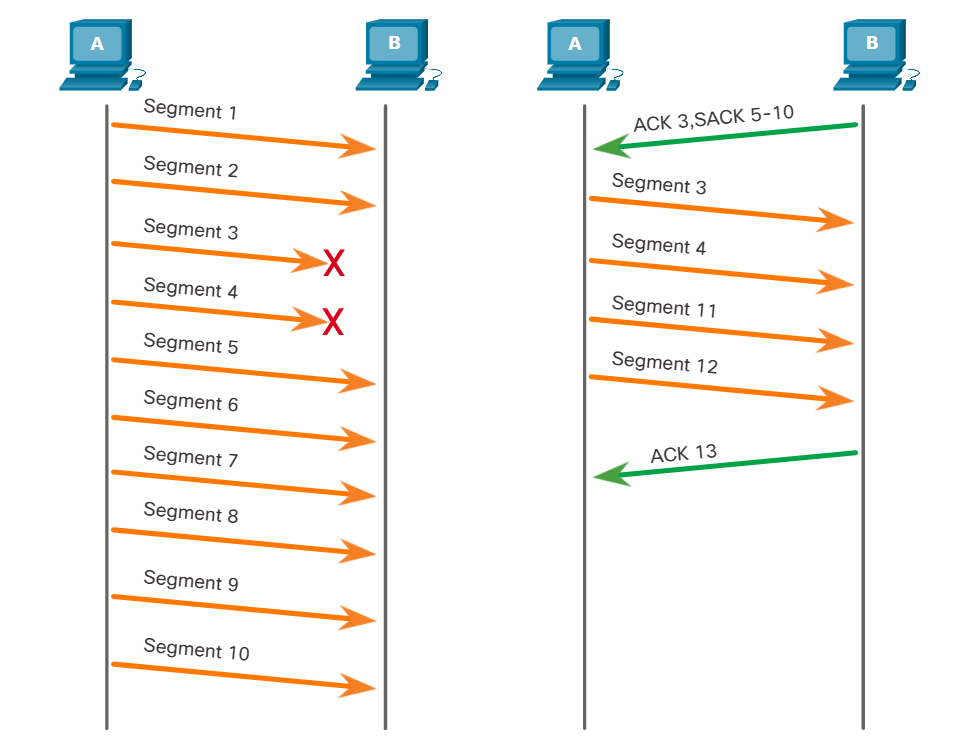 A
B
Segment 1
Segment 2
Segment 3
X
Segment 4
X
Segment 5
Segment 6
Segment 7
Segment 8
Segment 9
Segment 10
A
B
ACK 3,SACK 5-10
Segment 3
Segment 4
Segment 11
Segment 12
ACK 13